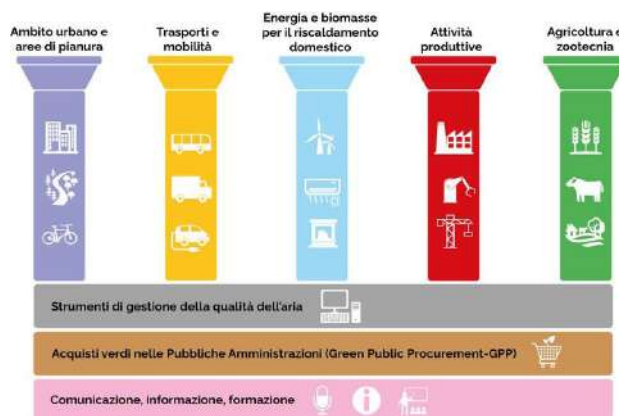 Ambito urbano e
aree di pianura
Trasporti e
mobilità
Energia e biomasse
per il riscaldamento
domestico
Attività
produttive
Agricoltura e
zootecnia
Strumenti di gestione della qualità dell'aria
Acquisti verdi nelle Pubbliche Amministrazioni (Green Public Procurement-GPP)
Comunicazione, informazione, formazione